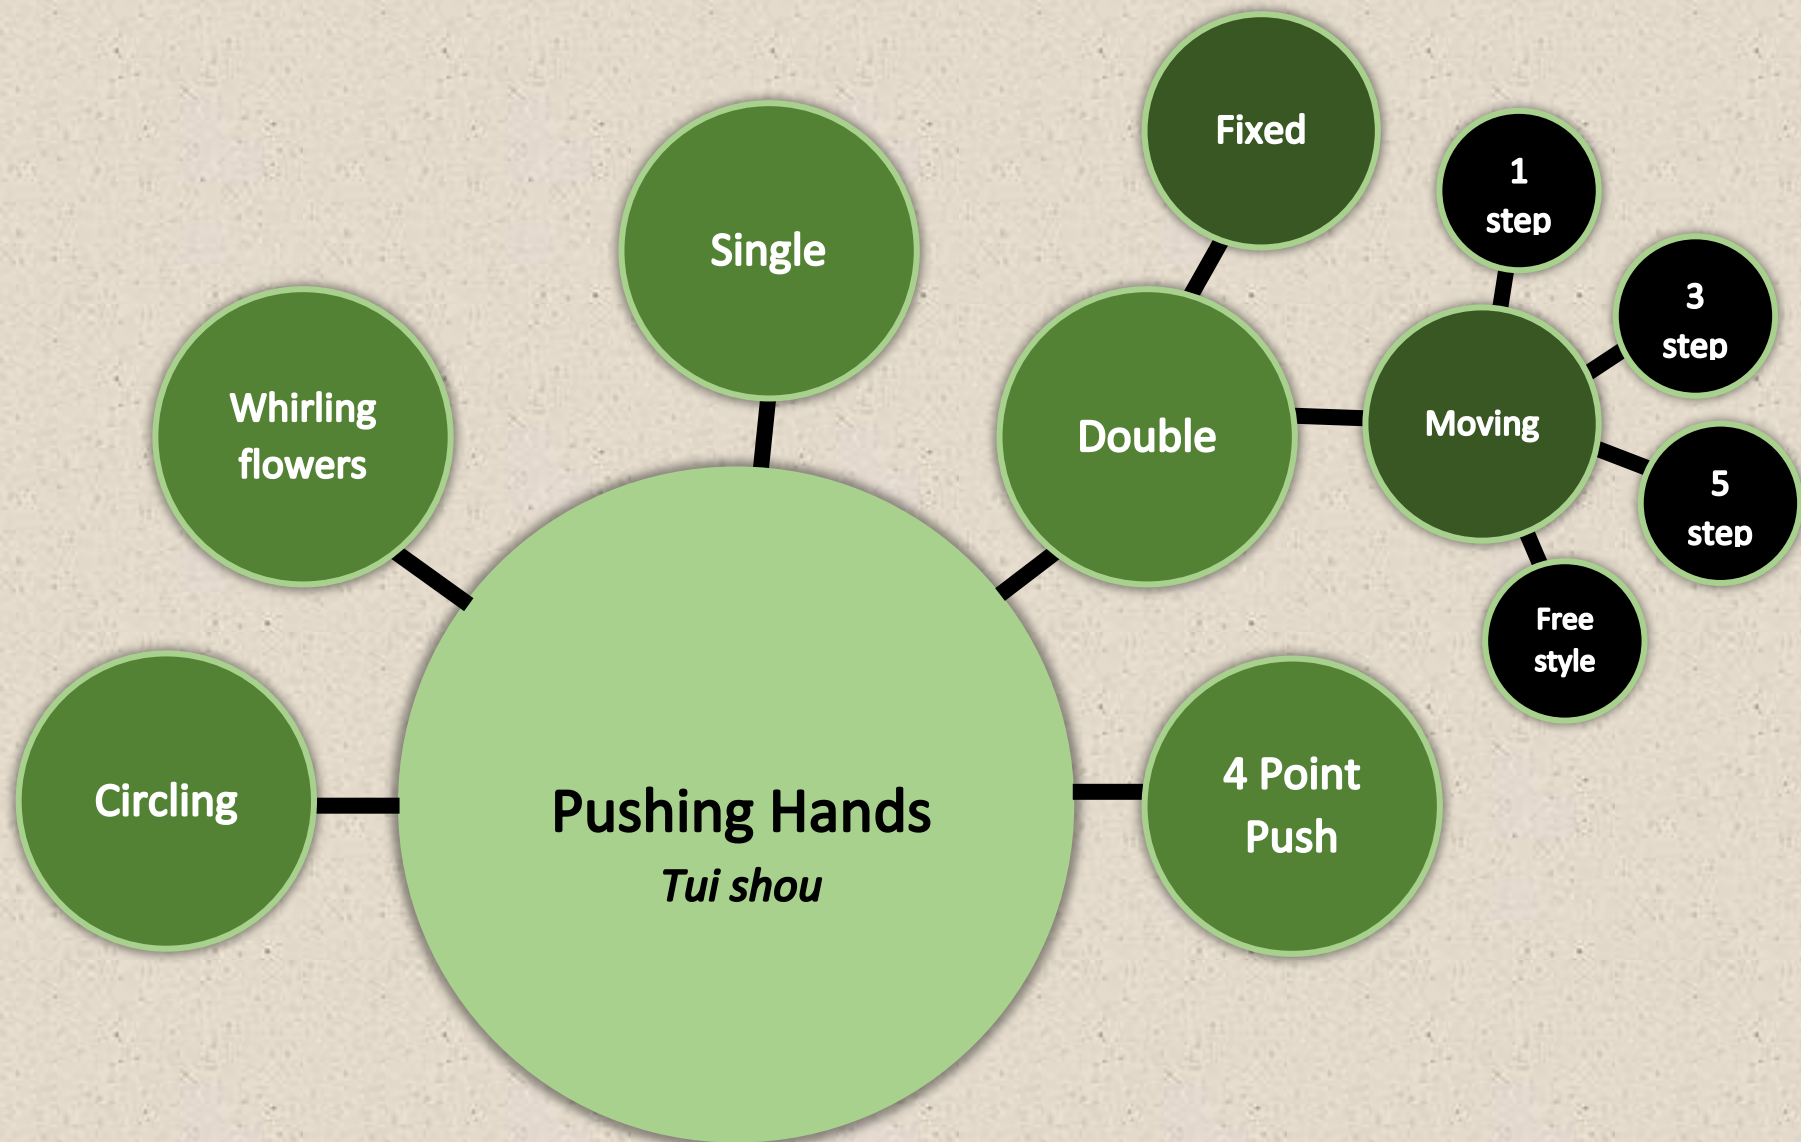 Fixed
1
step
Single
3
step
Whirling
flowers
Double
Moving
5
step
Free
style
Circling
4 Point
Push
Pushing Hands
Tui shou